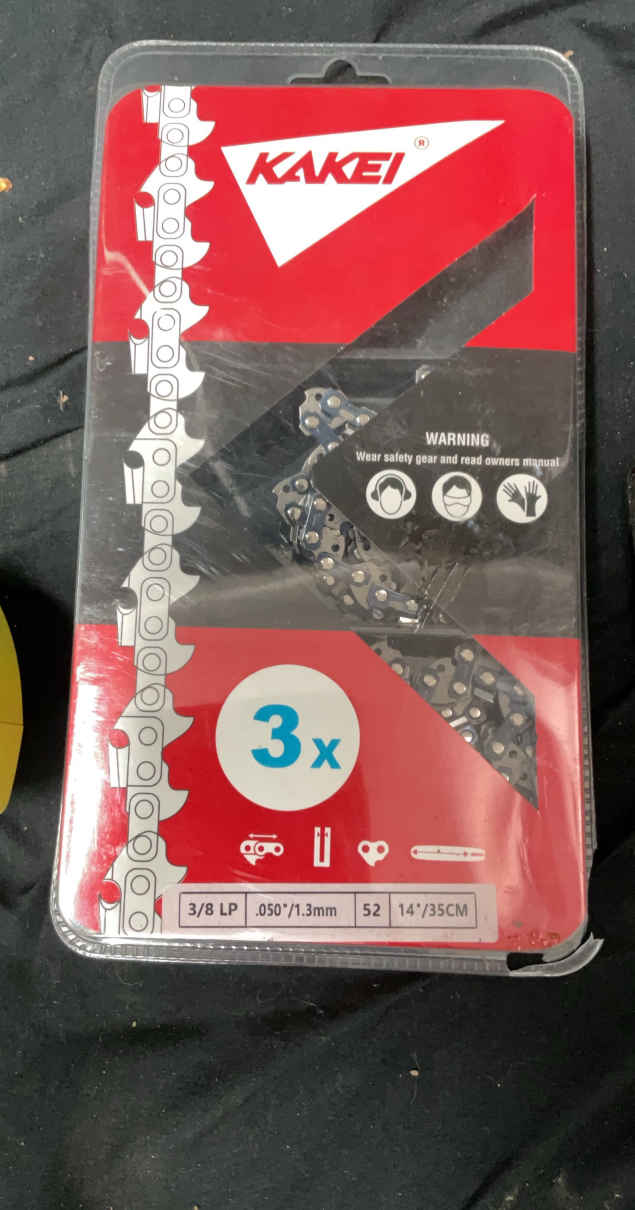 KAKEI ®
WARNING
Wear safety gear and read owners manual
3x
3/8 LP .050"/1.3mm 52 14"/35CM